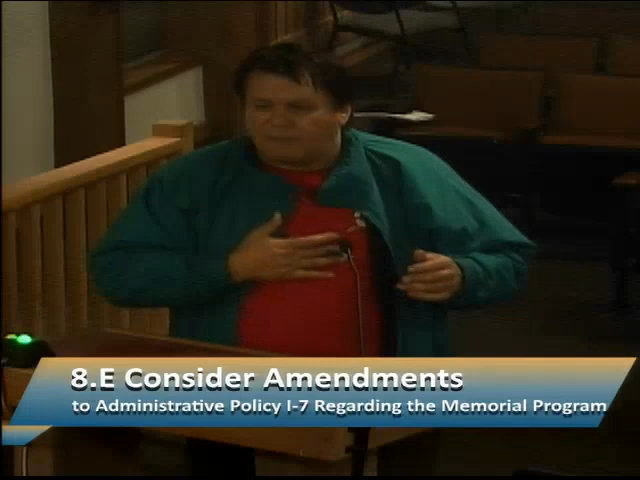 8.E Consider Amendments
to Administrative Policy I-7 Regarding the Memorial Program